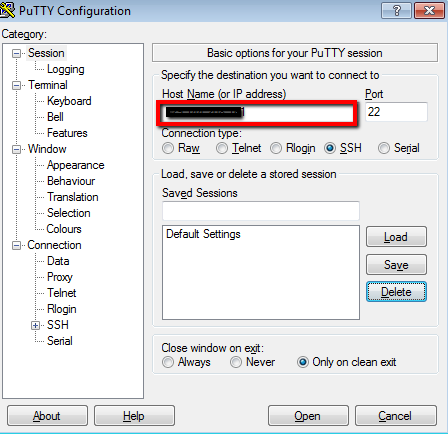 PuTTY Configuration
Category:
Session
Logging
Terminal
Keyboard
Bell
Features
Window
Appearance
Behaviour
Translation
Selection
Colours
Connection
Data
Proxy
Telnet
Rlogin
SSH
Serial
Basic options for your PuTTY session
Specify the destination you want to connect to
Host Name (or IP address) Port
22
Connection type:
Raw Telnet Rlogin SSH Serial
Load, save or delete a stored session
Saved Sessions
Default Settings
Load
Save
Delete
Close window on exit:
Always Never Only on clean exit
About Help Open Cancel